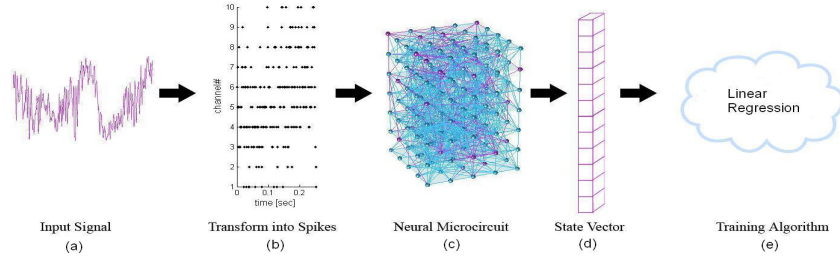 10
9
8
7
6
5
4
3
2
1
channel#
0
0.1
0.2
time [sec]
Linear
Regression
Input Signal
Transform into Spikes
Neural Microcircuit
State Vector
Training Algorithm
(a)
(b)
(c)
(d)
(e)